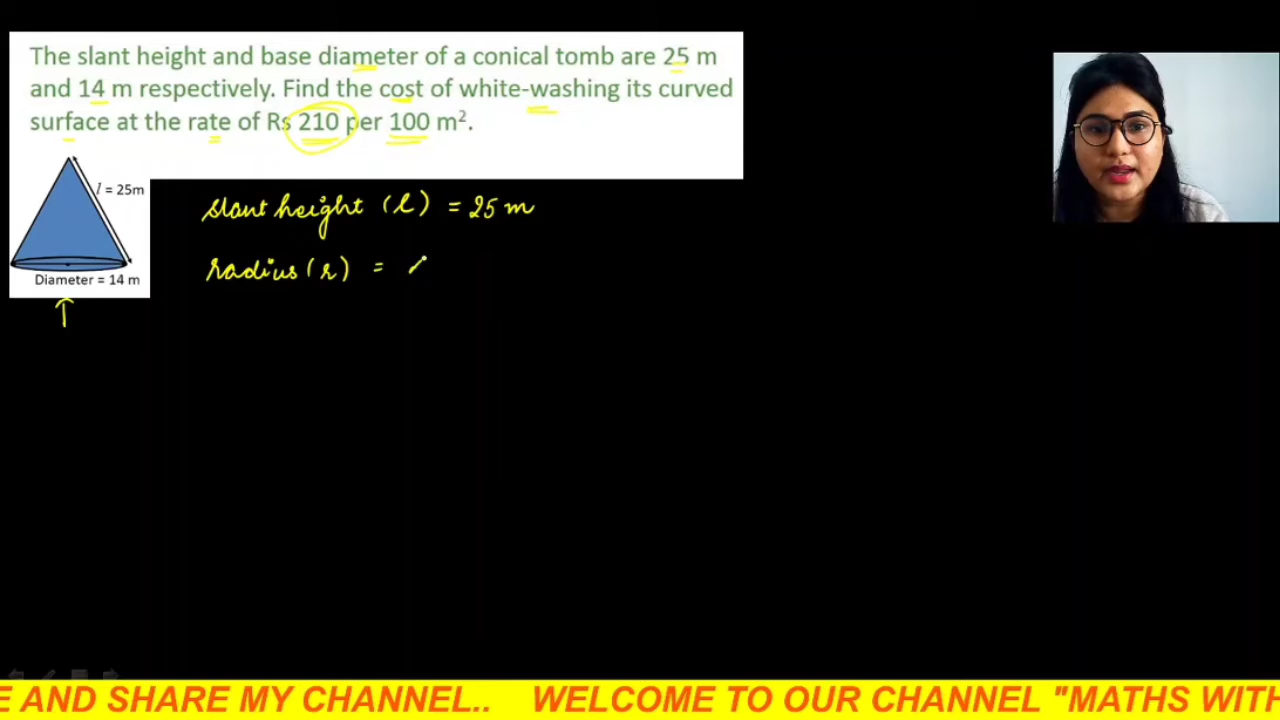 The slant height and base diameter of a conical tomb are 25 m
and 14 m respectively. Find the cost of white-washing its curved
surface at the rate of Rs 210 per 100 m².
l = 25m
Diameter = 14 m
slant height (l) = 25 m
radius (r) =
E AND SHARE MY CHANNEL.. WELCOME TO OUR CHANNEL "MATHS WITH